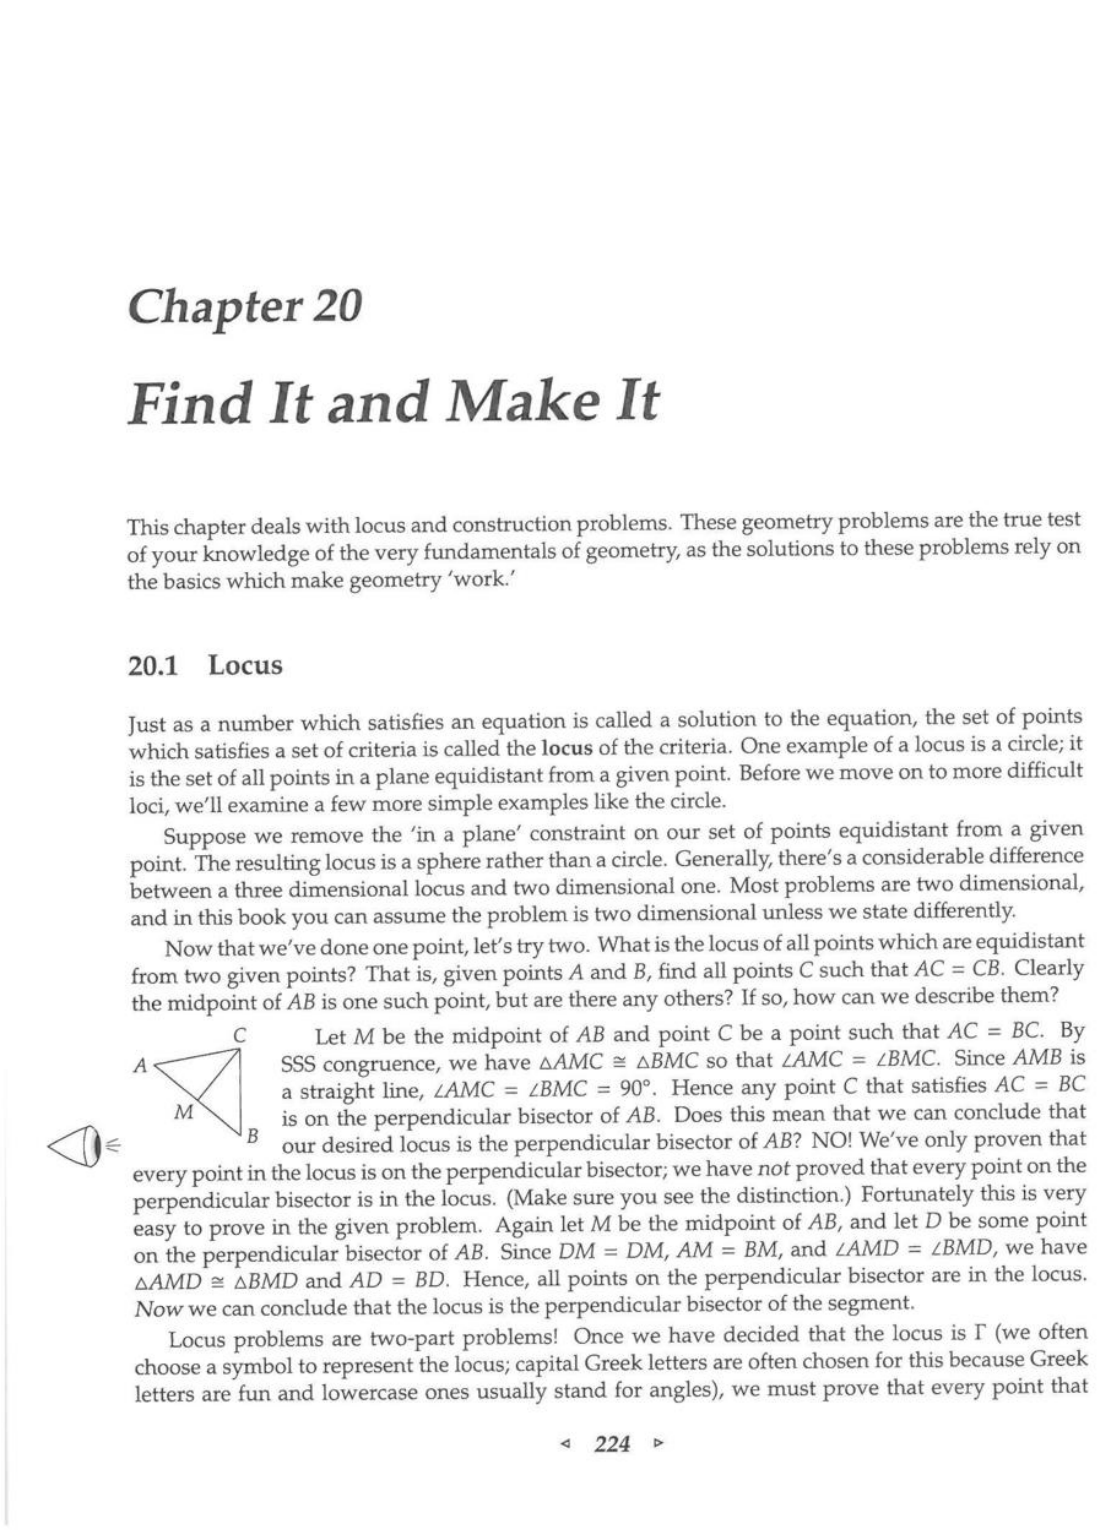 Chapter 20
Find It and Make It
This chapter deals with locus and construction problems. These geometry problems are the true test
of your knowledge of the very fundamentals of geometry, as the solutions to these problems rely on
the basics which make geometry 'work.'
20.1 Locus
Just as a number which satisfies an equation is called a solution to the equation, the set of points
which satisfies a set of criteria is called the locus of the criteria. One example of a locus is a circle; it
is the set of all points in a plane equidistant from a given point. Before we move on to more difficult
loci, we'll examine a few more simple examples like the circle.
Suppose we remove the 'in a plane' constraint on our set of points equidistant from a given
point. The resulting locus is a sphere rather than a circle. Generally, there's a considerable difference
between a three dimensional locus and two dimensional one. Most problems are two dimensional,
and in this book you can assume the problem is two dimensional unless we state differently.
Now that we've done one point, let's try two. What is the locus of all points which are equidistant
from two given points? That is, given points A and B, find all points C such that AC = CB. Clearly
the midpoint of AB is one such point, but are there any others? If so, how can we describe them?
C
A
M
B
Let M be the midpoint of AB and point C be a point such that AC = BC. By
SSS congruence, we have △AMC ≅ △BMC so that ∠AMC = ∠BMC. Since AMB is
a straight line, ∠AMC = ∠BMC = 90°. Hence any point C that satisfies AC = BC
is on the perpendicular bisector of AB. Does this mean that we can conclude that
our desired locus is the perpendicular bisector of AB? NO! We've only proven that
every point in the locus is on the perpendicular bisector; we have not proved that every point on the
perpendicular bisector is in the locus. (Make sure you see the distinction.) Fortunately this is very
easy to prove in the given problem. Again let M be the midpoint of AB, and let D be some point
on the perpendicular bisector of AB. Since DM = DM, AM = BM, and ∠AMD = ∠BMD, we have
△AMD ≅ △BMD and AD = BD. Hence, all points on the perpendicular bisector are in the locus.
Now we can conclude that the locus is the perpendicular bisector of the segment.
Locus problems are two-part problems! Once we have decided that the locus is Γ (we often
choose a symbol to represent the locus; capital Greek letters are often chosen for this because Greek
letters are fun and lowercase ones usually stand for angles), we must prove that every point that
◃ 224 ▹